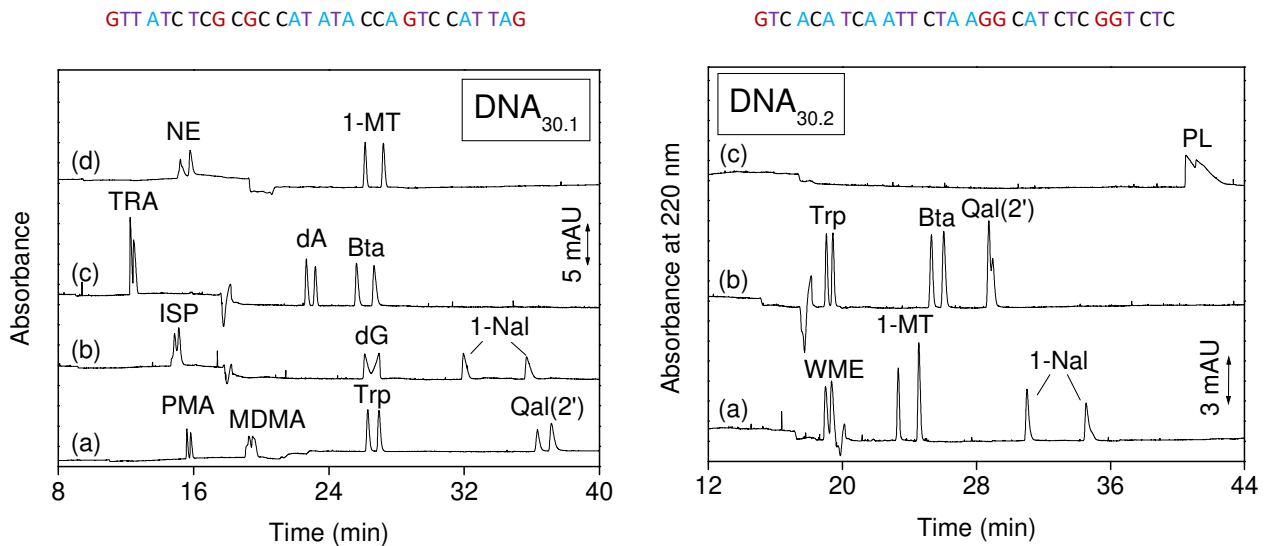 GTT ATC TCG CGC CAT ATA CCA GTC CAT TAG
GTC ACA TCA ATT CTA AGG CAT CTC GGT CTC
DNA30.1
NE
1-MT
(d)
TRA
dA
Bta
5 mAU
(c)
ISP
dG
1-Nal
(b)
PMA
MDMA
Trp
Qal(2')
(a)
Absorbance
8 16 24 32 40
Time (min)
DNA30.2
PL
(c)
Trp
Bta
Qal(2')
(b)
1-MT
WME
1-Nal
3 mAU
(a)
Absorbance at 220 nm
12 20 28 36 44
Time (min)